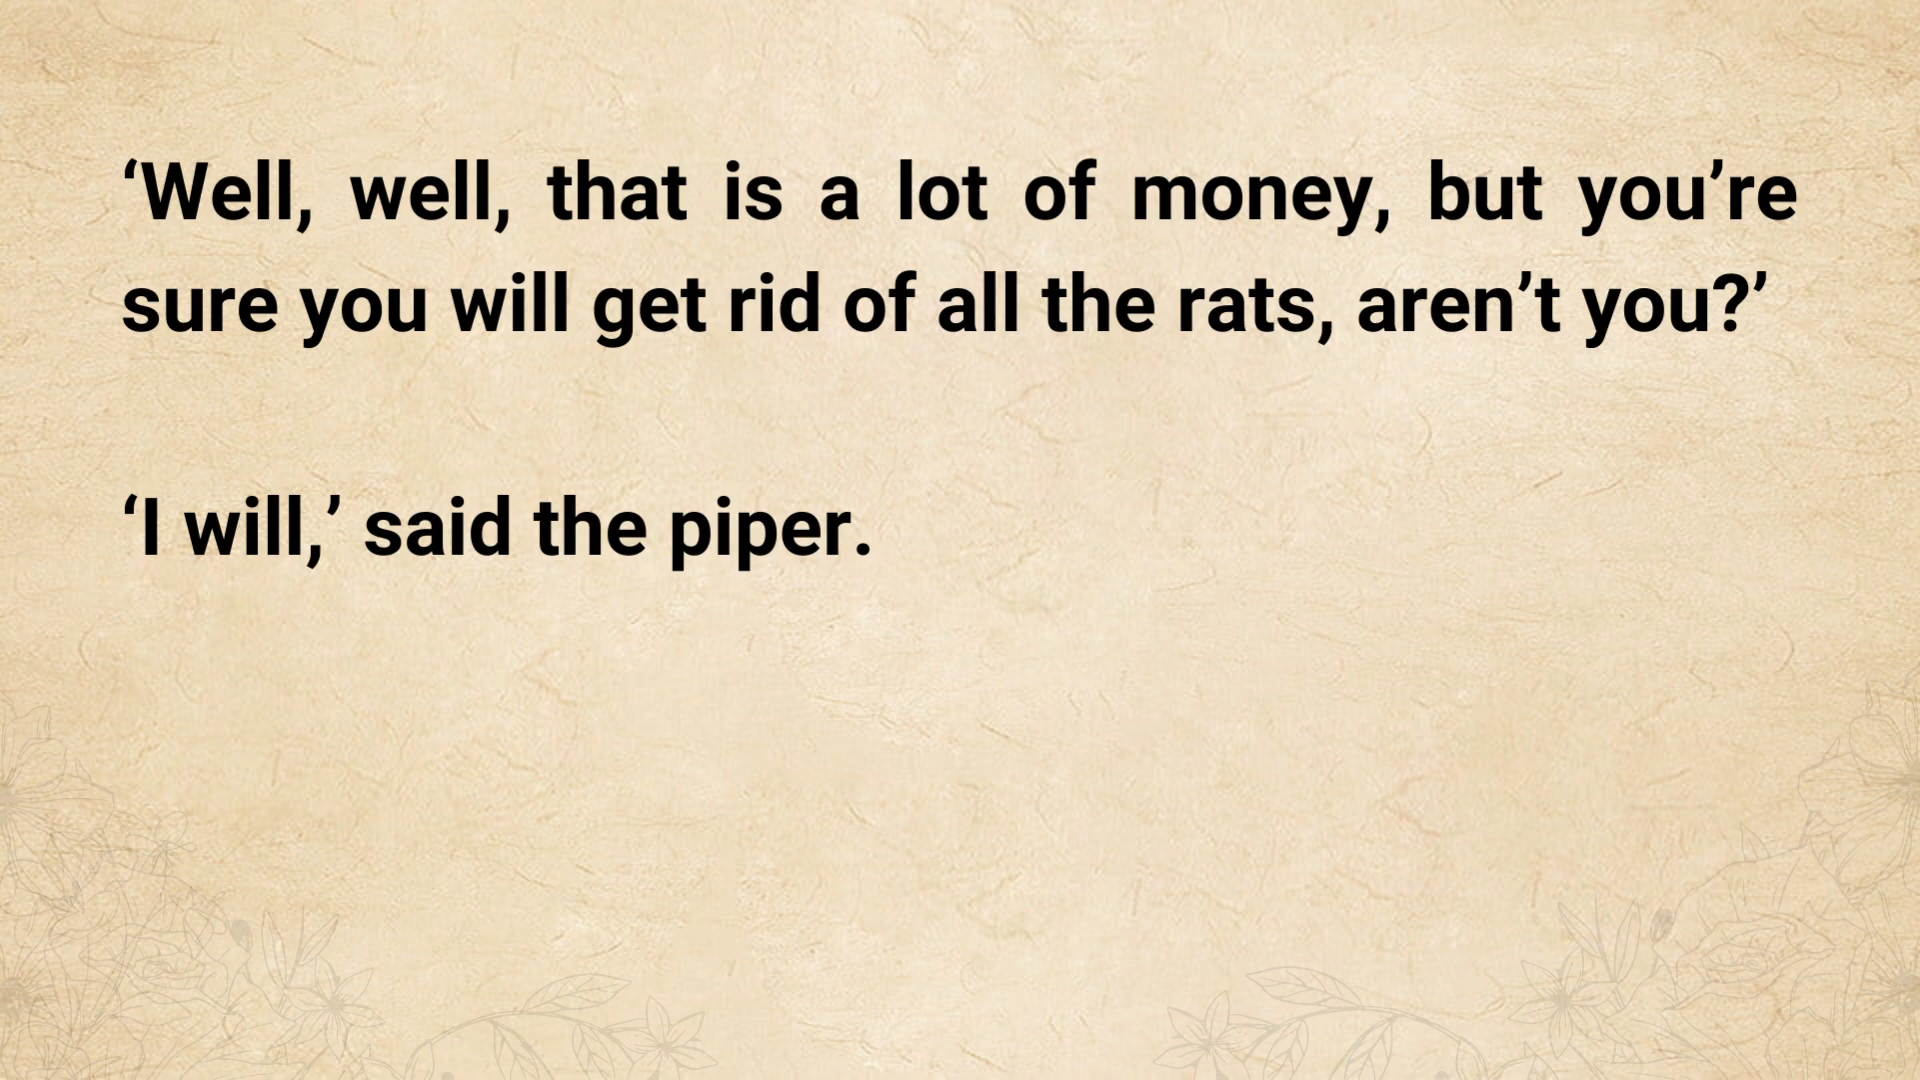 ‘Well, well, that is a lot of money, but you’re
sure you will get rid of all the rats, aren’t you?’
‘I will,’ said the piper.